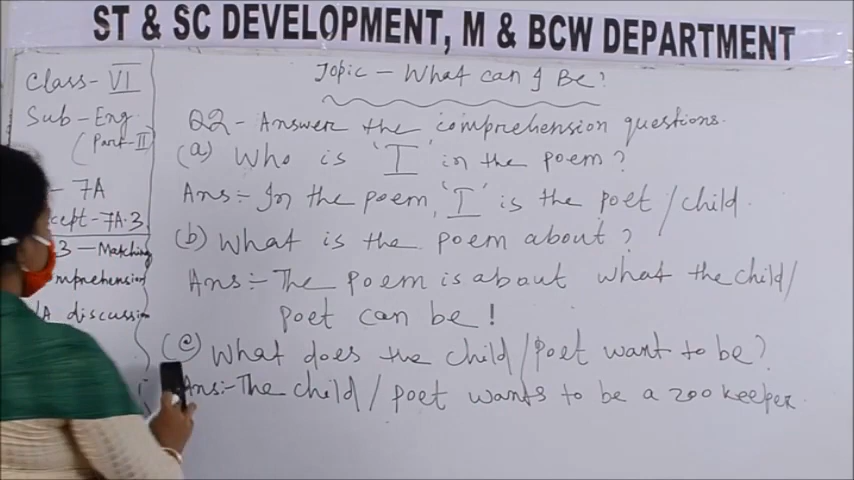 ST & SC DEVELOPMENT, M & BCW DEPARTMENT
Class - VI
Sub - Eng
(Part - II
- 7A
cept - 7A.3
3 - Matching
mprehension
A discussion
Topic - What can I Be?
Q2 - Answer the comprehension questions.
(a) Who is 'I' in the poem?
Ans :- In the poem, 'I' is the poet / child.
(b) What is the poem about?
Ans :- The poem is about what the child /
poet can be!
(c) What does the child / poet want to be?
Ans :- The child / poet wants to be a zoo keeper.